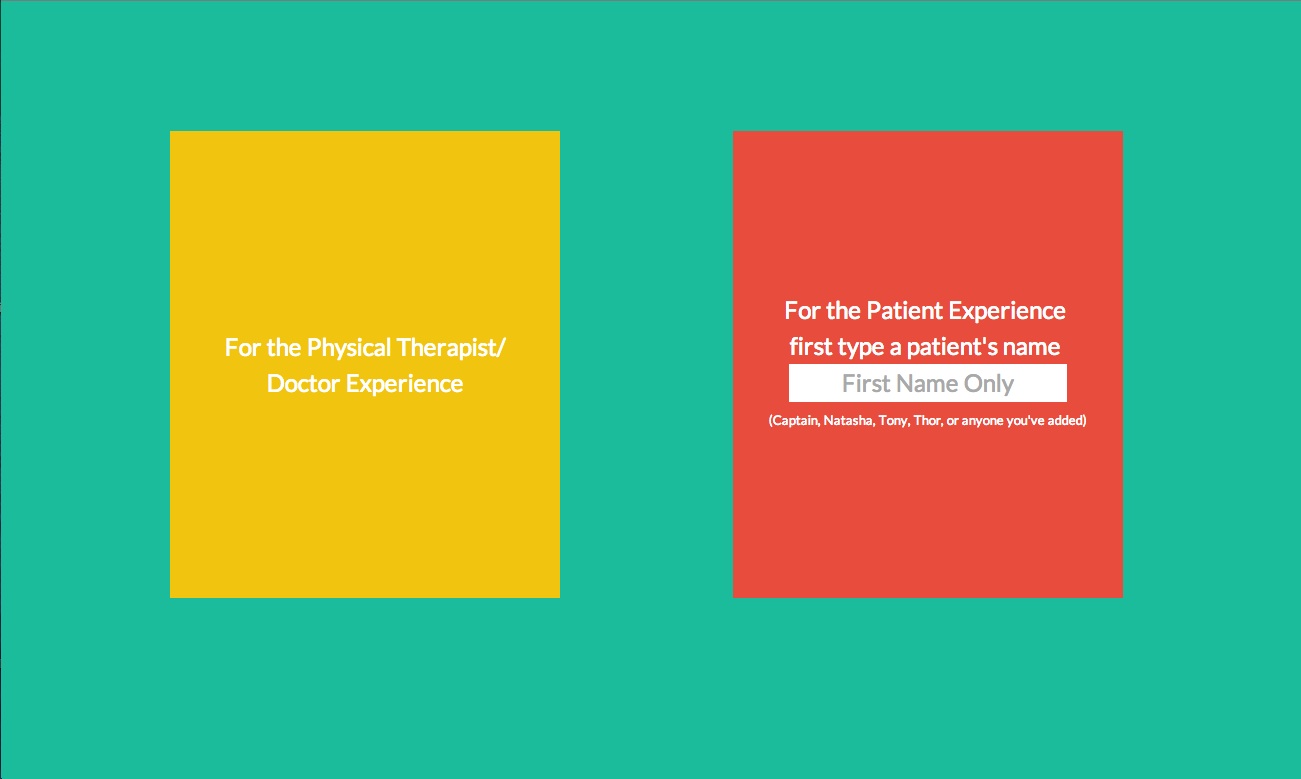 For the Physical Therapist/
Doctor Experience
For the Patient Experience
first type a patient's name
First Name Only
(Captain, Natasha, Tony, Thor, or anyone you've added)